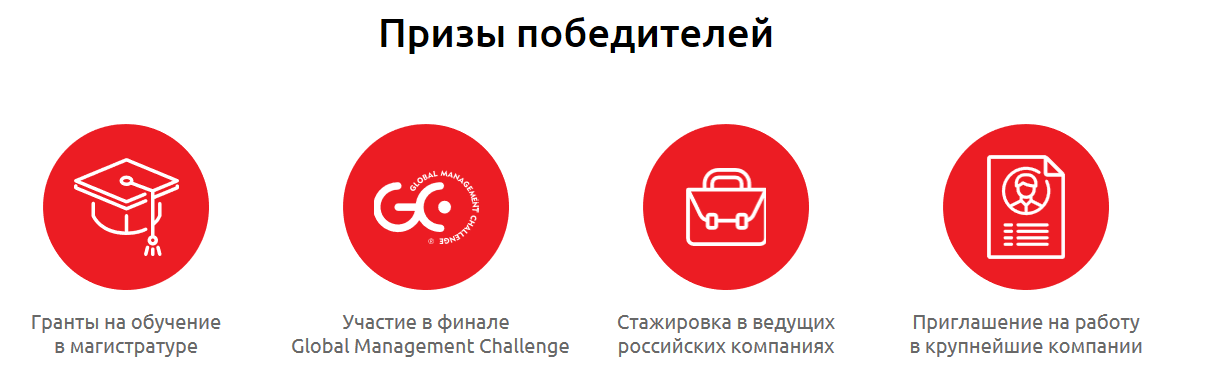 Призы победителей
GLOBAL MANAGEMENT CHALLENGE ®
Гранты на обучение
в магистратуре
Участие в финале
Global Management Challenge
Стажировка в ведущих
российских компаниях
Приглашение на работу
в крупнейшие компании